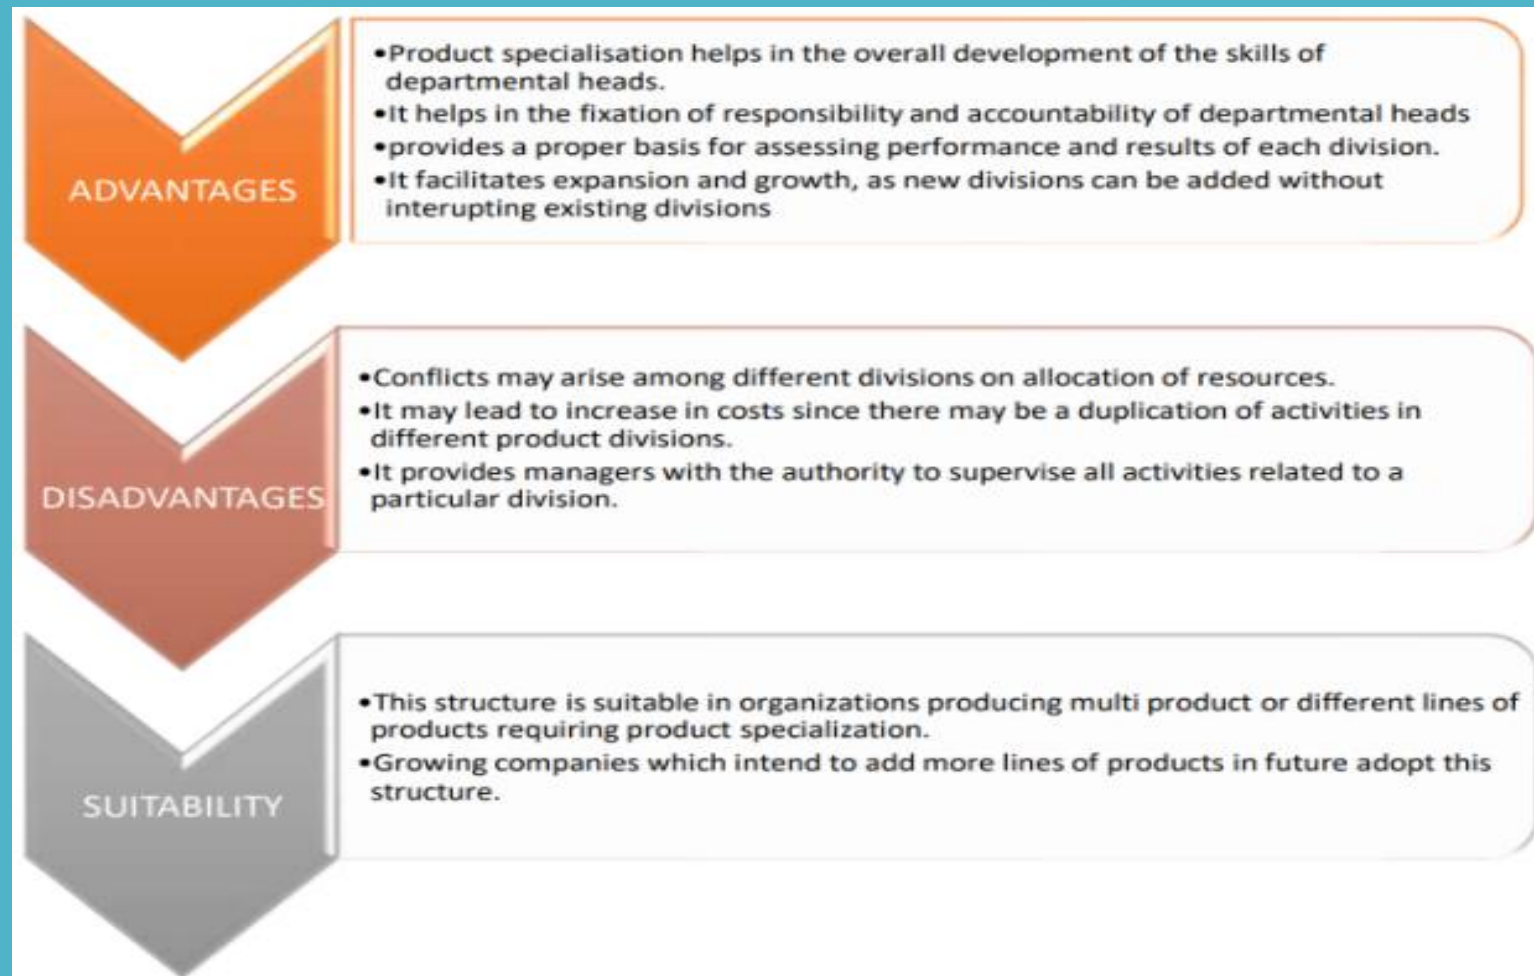 ADVANTAGES
•Product specialisation helps in the overall development of the skills of
departmental heads.
•It helps in the fixation of responsibility and accountability of departmental heads
•provides a proper basis for assessing performance and results of each division.
•It facilitates expansion and growth, as new divisions can be added without
interupting existing divisions
DISADVANTAGES
•Conflicts may arise among different divisions on allocation of resources.
•It may lead to increase in costs since there may be a duplication of activities in
different product divisions.
•It provides managers with the authority to supervise all activities related to a
particular division.
SUITABILITY
•This structure is suitable in organizations producing multi product or different lines of
products requiring product specialization.
•Growing companies which intend to add more lines of products in future adopt this
structure.